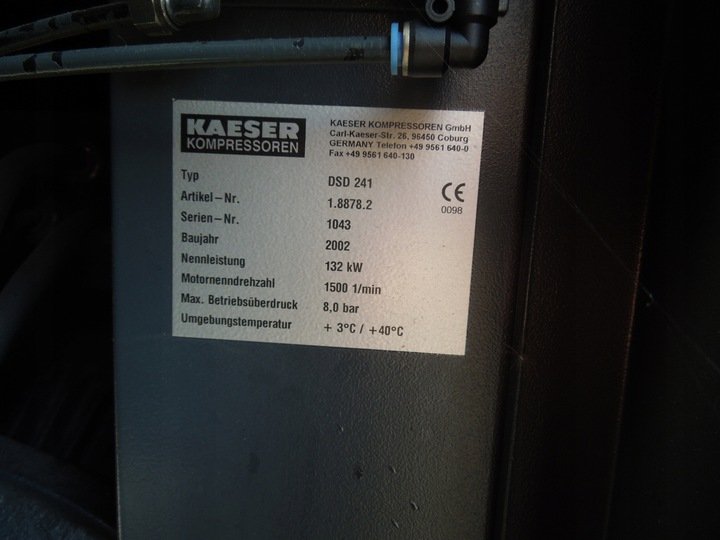 KAESER
KOMPRESSOREN
KAESER KOMPRESSOREN GmbH
Carl-Kaeser-Str. 26, 96450 Coburg
GERMANY Telefon +49 9561 640-0
Fax +49 9561 640-130
Typ DSD 241
Artikel-Nr. 1.8878.2
Serien-Nr. 1043
Baujahr 2002
Nennleistung 132 kW
Motornenndrehzahl 1500 1/min
Max. Betriebsüberdruck 8,0 bar
Umgebungstemperatur + 3°C / +40°C
CE
0098